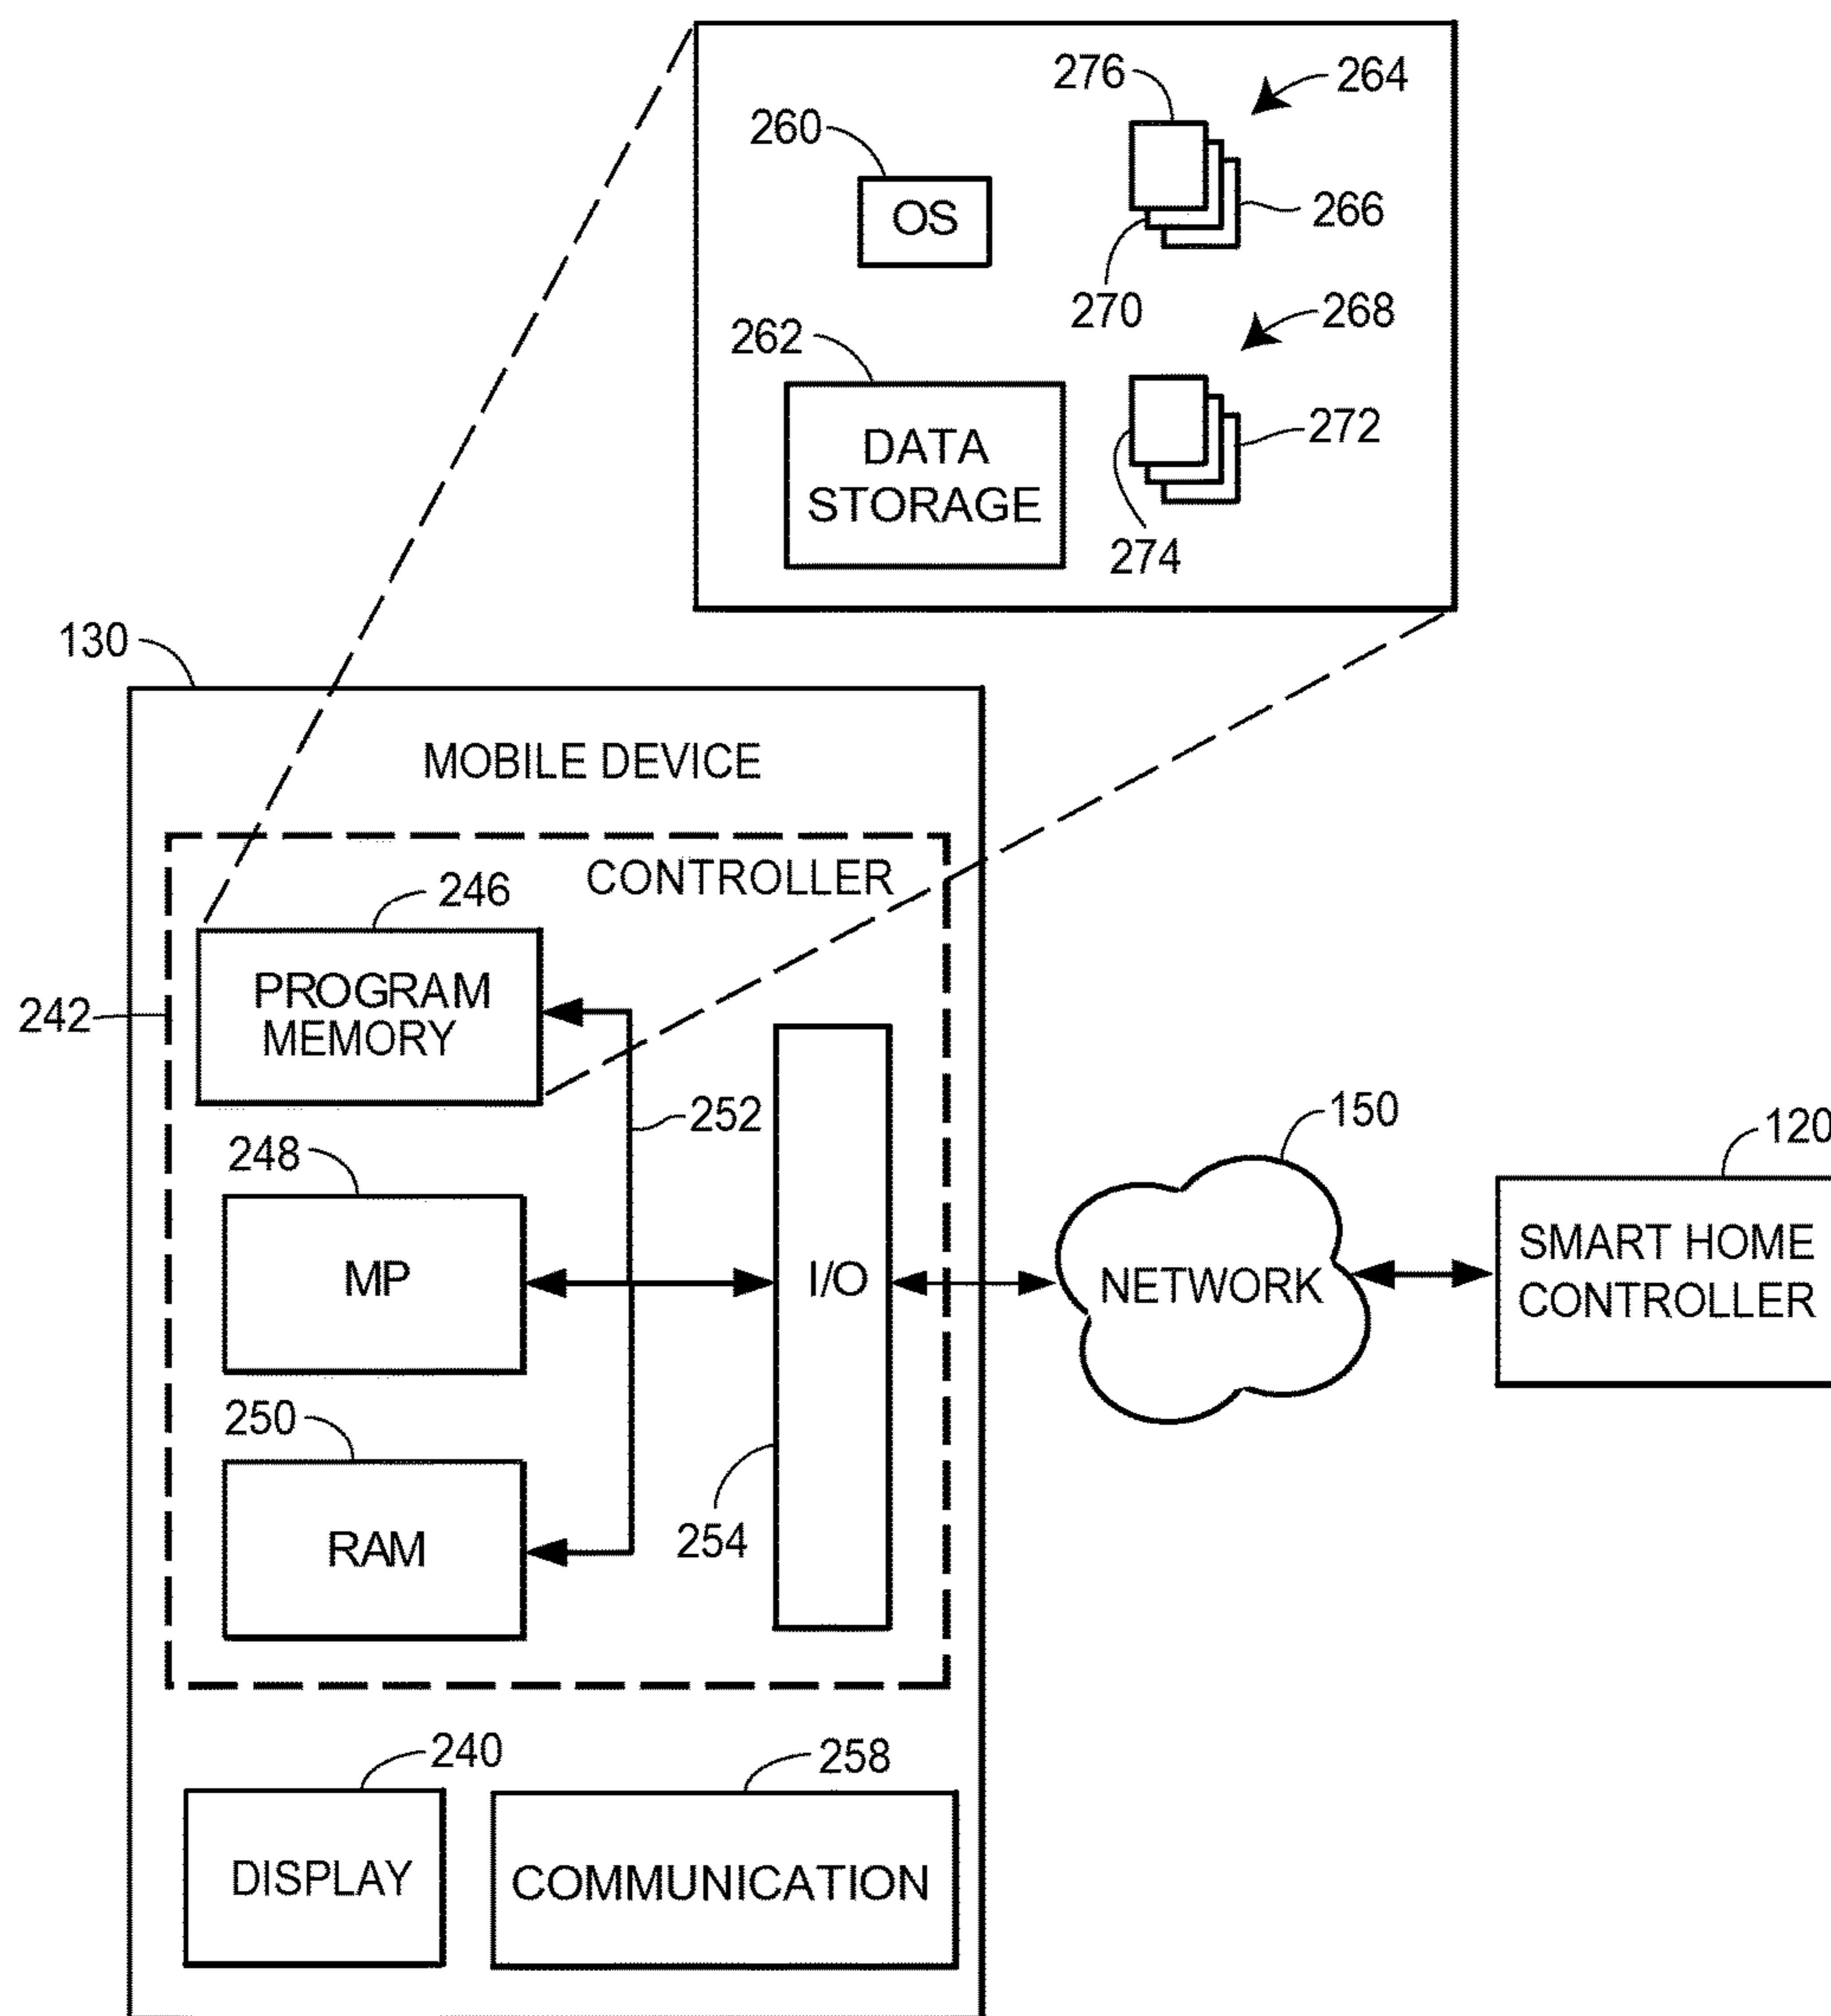 276
264
260
OS
266
270
268
262
DATA
STORAGE
272
274
130
MOBILE DEVICE
CONTROLLER
246
PROGRAM
MEMORY
242
252
150
120
248
MP
I/O
NETWORK
SMART HOME
CONTROLLER
250
RAM
254
240
258
DISPLAY
COMMUNICATION